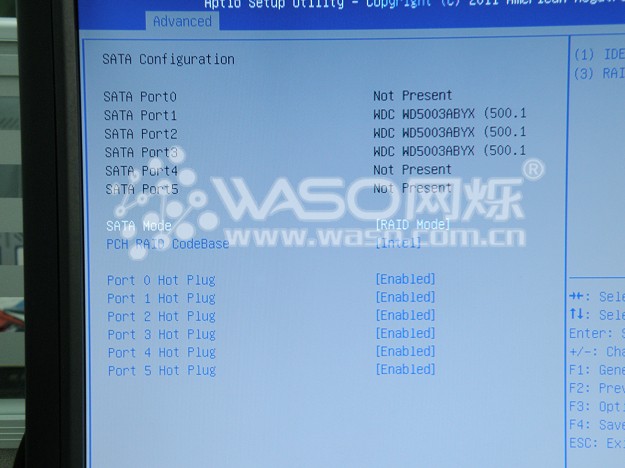 Aptio Setup Utility - Copyright (C) 2011 American
Advanced
SATA Configuration
(1) IDE
(3)
SATA Port0 Not Present
SATA Port1 WDC WD5003ABYX (500.1
SATA Port2 WDC WD5003ABYX (500.1
SATA Port3 WDC WD5003ABYX (500.1
SATA Port4 Not Present
SATA Port5 Not Present
WASO网烁®
SATA Mode [RAID Mode]
www.waso.com.cn
PCH RAID CodeBase [Intel]
Port 0 Hot Plug [Enabled]
Port 1 Hot Plug [Enabled]
Port 2 Hot Plug [Enabled]
Port 3 Hot Plug [Enabled]
Port 4 Hot Plug [Enabled]
Port 5 Hot Plug [Enabled]
→←: Sele
↑↓: Sele
Enter: S
+/-: Cha
F1: Gene
F2: Prev
F3: Opti
F4: Save
ESC: Ex